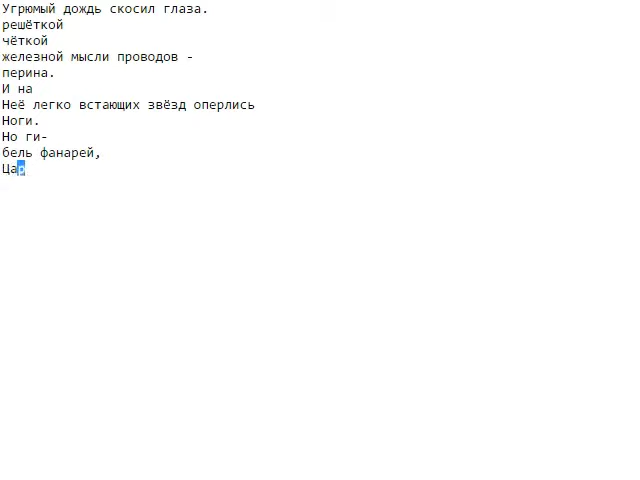 Угрюмый дождь скосил глаза.
решёткой
чёткой
железной мысли проводов -
перина.
И на
Неё легко встающих звёзд оперлись
Ноги.
Но ги-
бель фанарей,
Цар